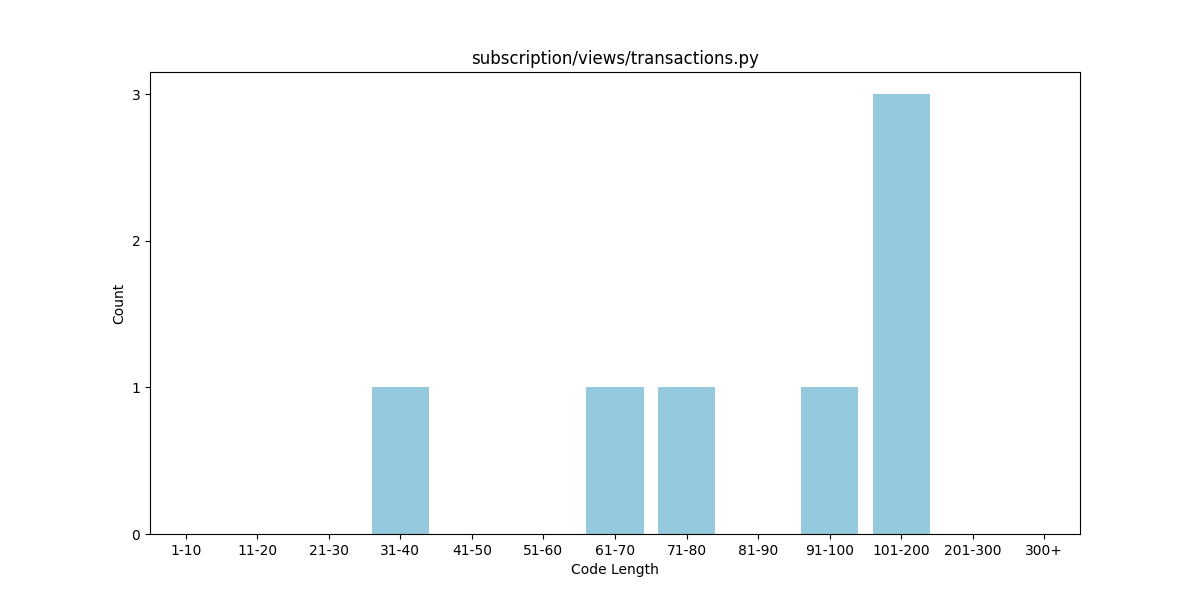 subscription/views/transactions.py
3
2
1
0
Count
1-10 11-20 21-30 31-40 41-50 51-60 61-70 71-80 81-90 91-100 101-200 201-300 300+
Code Length